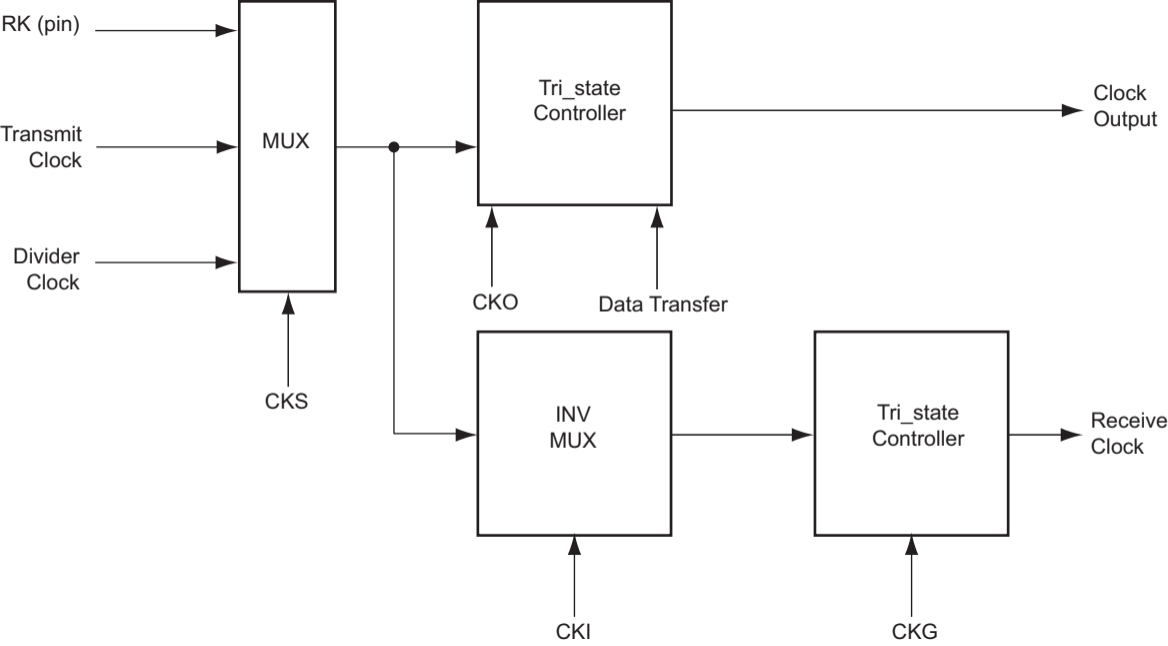 RK (pin)
Transmit
Clock
Divider
Clock
MUX
CKS
Tri_state
Controller
CKO
Data Transfer
Clock
Output
INV
MUX
CKI
Tri_state
Controller
CKG
Receive
Clock